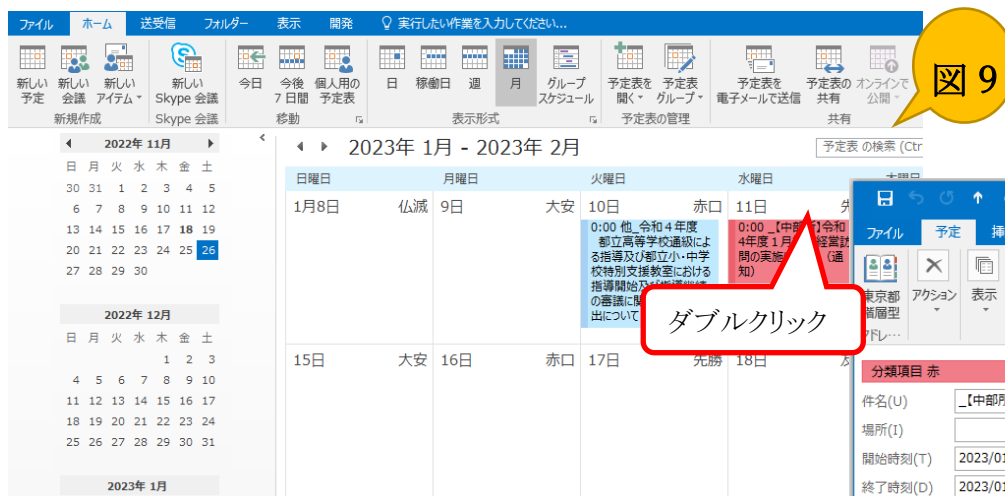 ファイル ホーム 送受信 フォルダー 表示 開発 実行したい作業を入力してください...
図 9
新しい 新しい 新しい 新しい 今日 今後 個人用の 日 稼働日 週 月 グループ 予定表を 予定表 予定表を 予定表の オンラインで
予定 会議 アイテム Skype 会議 7 日間 予定表 スケジュール 開く グループ 電子メールで送信 共有 公開
新規作成 Skype 会議 移動 表示形式 予定表の管理 共有
2022年 11月
日 月 火 水 木 金 土
30 31 1 2 3 4 5
6 7 8 9 10 11 12
13 14 15 16 17 18 19
20 21 22 23 24 25 26
27 28 29 30
2022年 12月
日 月 火 水 木 金 土
1 2 3
4 5 6 7 8 9 10
11 12 13 14 15 16 17
18 19 20 21 22 23 24
25 26 27 28 29 30 31
2023年 1月
2023年 1月 - 2023年 2月
予定表 の検索 (Ctr
日曜日 月曜日 火曜日 水曜日
1月8日 仏滅 9日 大安 10日 赤口 11日
0:00 他_令和4年度
都立高等学校通級によ
る指導及び都立小・中学
校特別支援教室における
指導開始及び指導継続
の審議に関
出について
0:00 _【中部所】令和
4年度1月 経営訪
問の実施 (通
知)
ダブルクリック
15日 大安 16日 赤口 17日 先勝 18日
ファイル 予定 挿
東京都 アクション 表示
階層型
アドレ…
分類項目 赤
件名(U) _【中部所
場所(I)
開始時刻(T) 2023/01
終了時刻(D) 2023/01